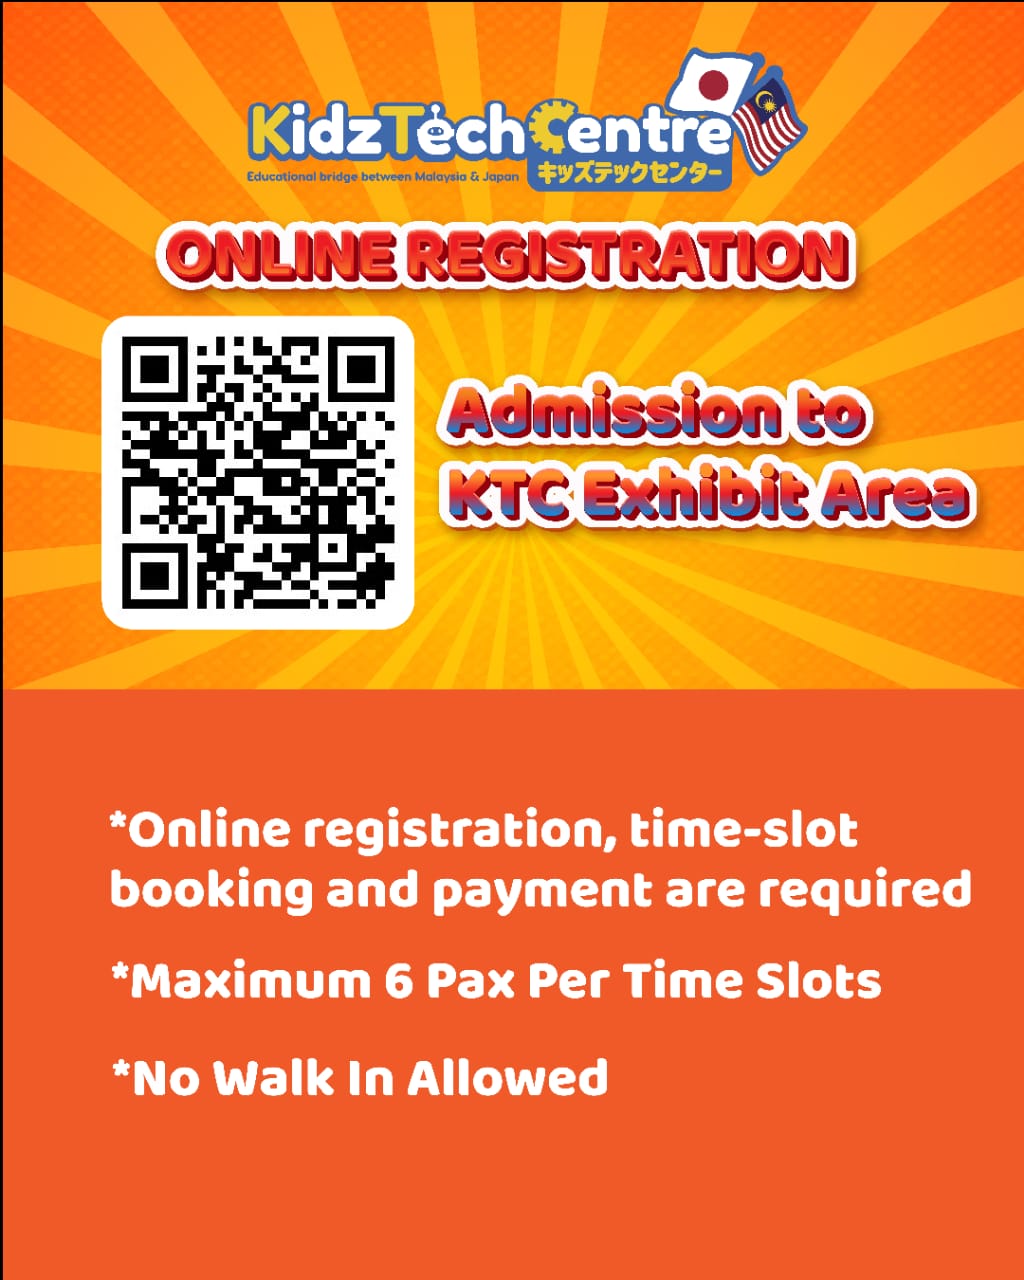 KidzTechCentre
Educational bridge between Malaysia & Japan
キッズテックセンター
ONLINE REGISTRATION
Admission to
KTC Exhibit Area
*Online registration, time-slot
booking and payment are required
*Maximum 6 Pax Per Time Slots
*No Walk In Allowed